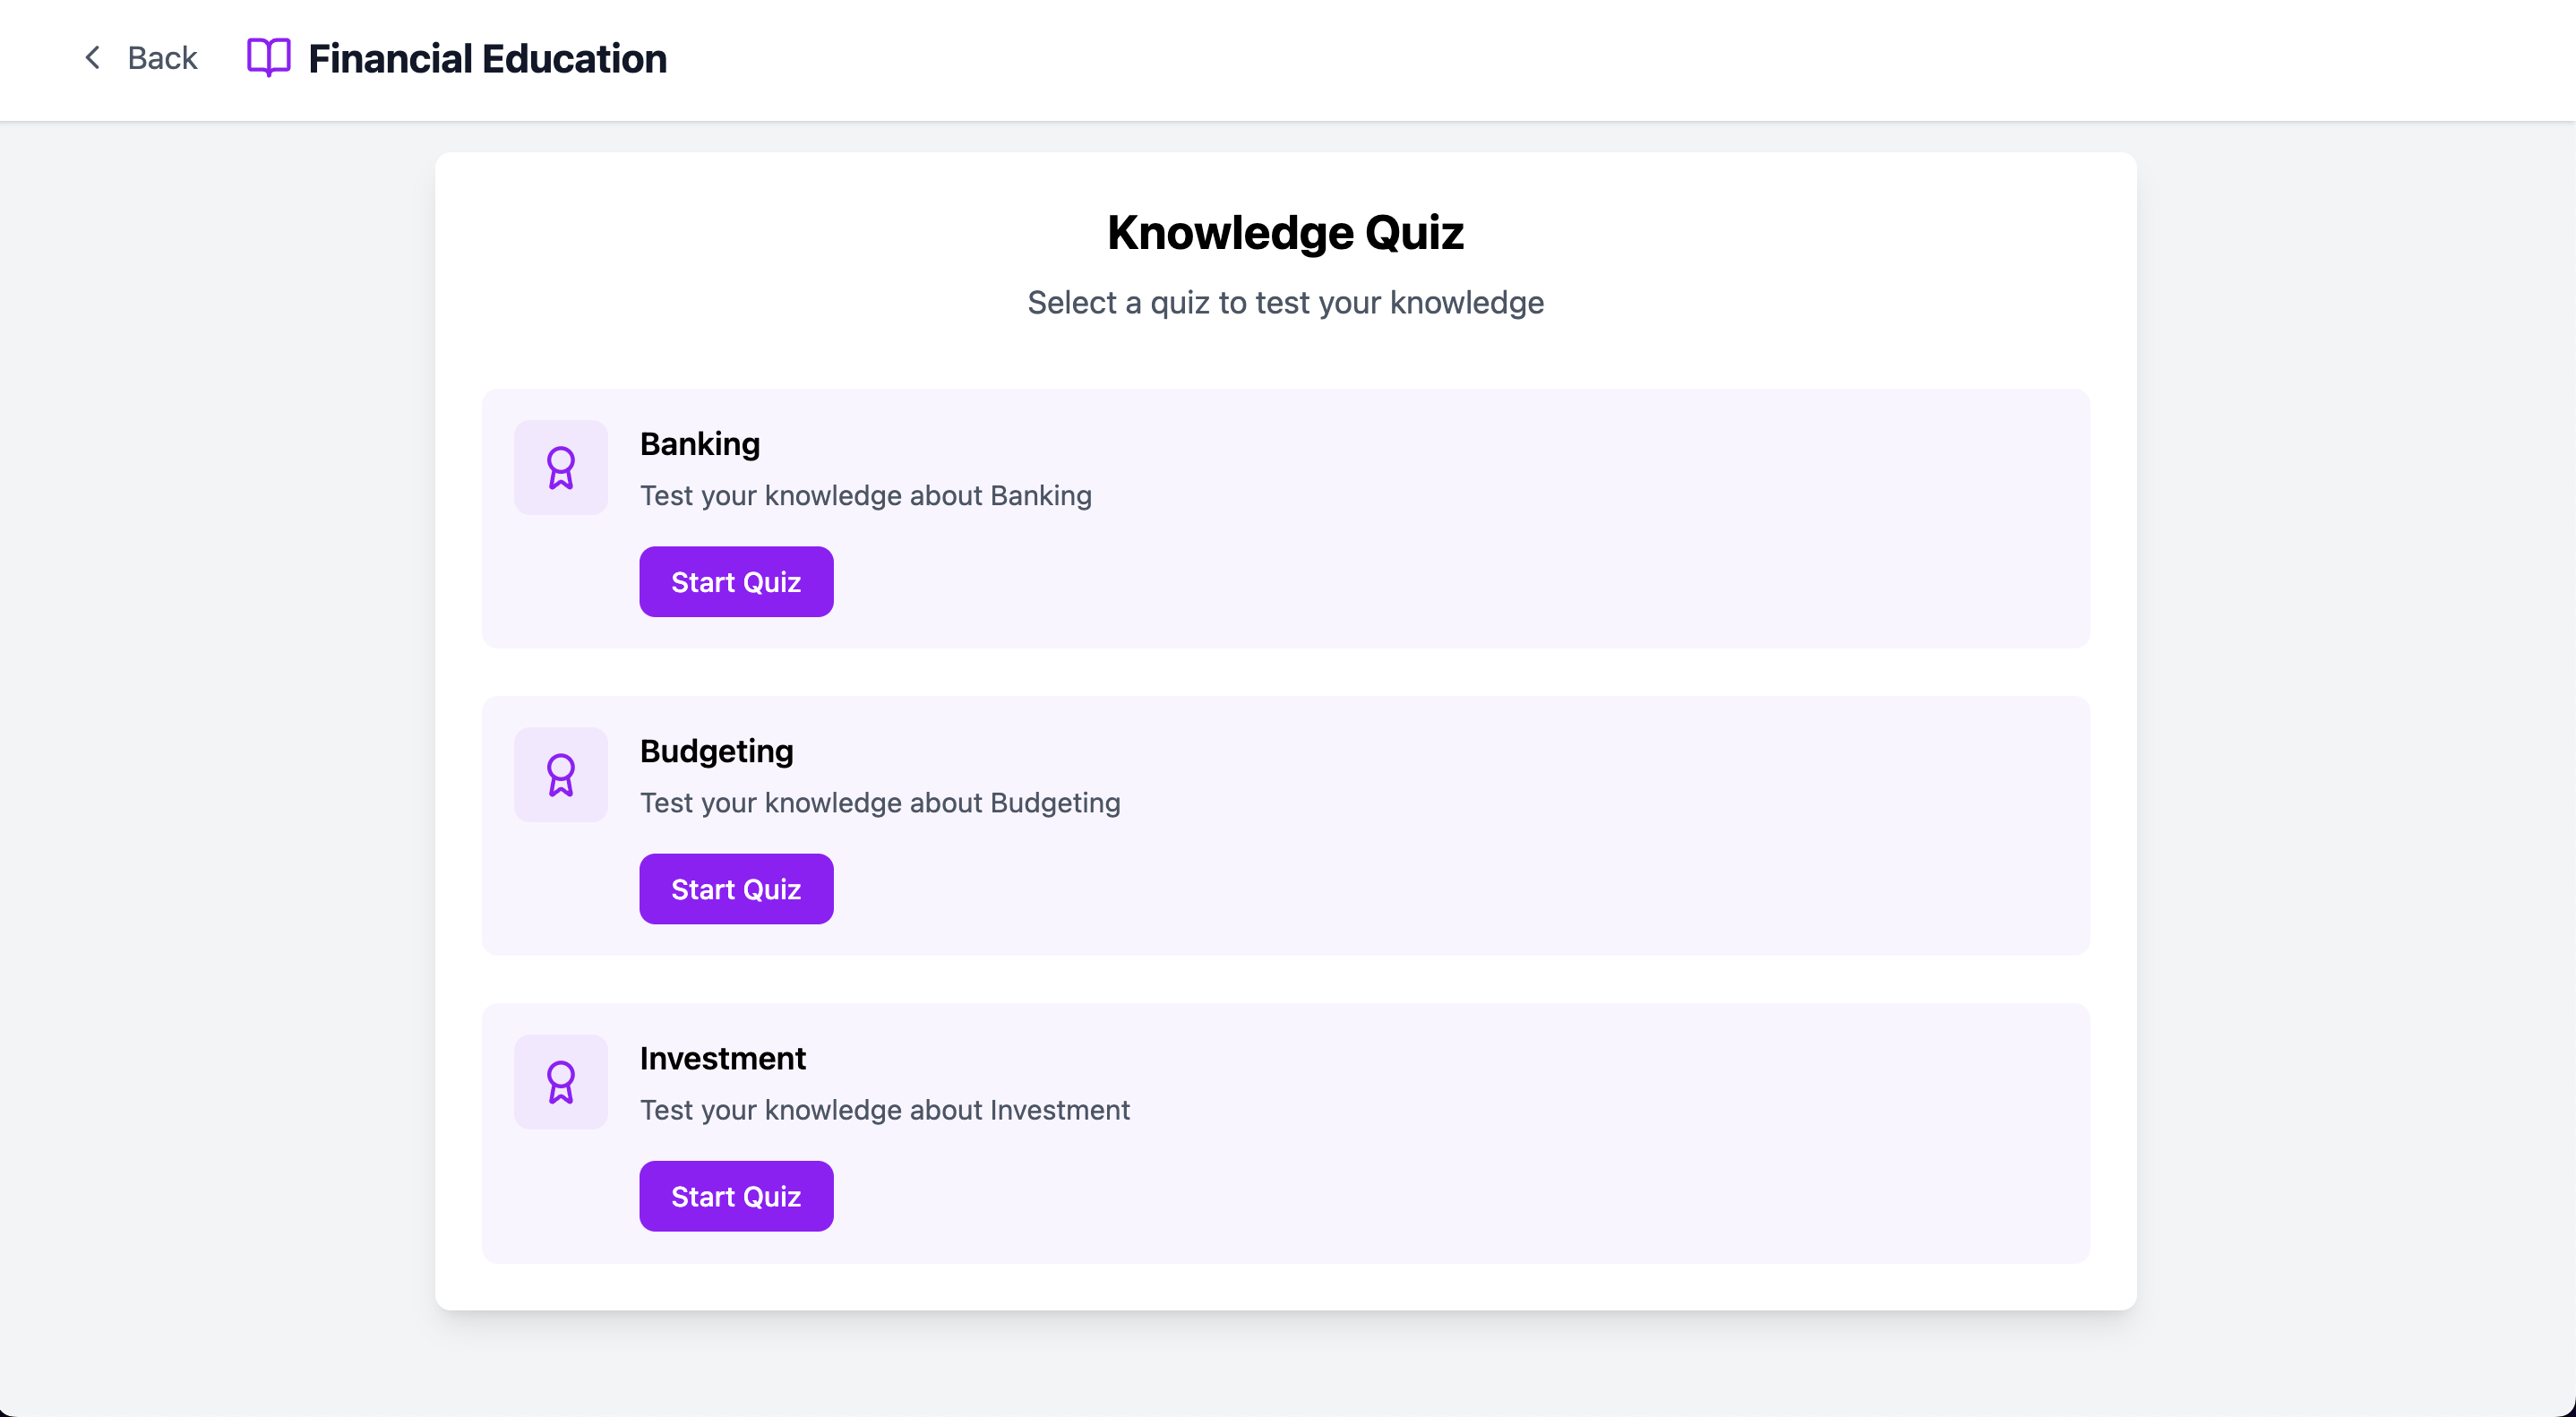 Back
Financial Education
Knowledge Quiz
Select a quiz to test your knowledge
Banking
Test your knowledge about Banking
Start Quiz
Budgeting
Test your knowledge about Budgeting
Start Quiz
Investment
Test your knowledge about Investment
Start Quiz